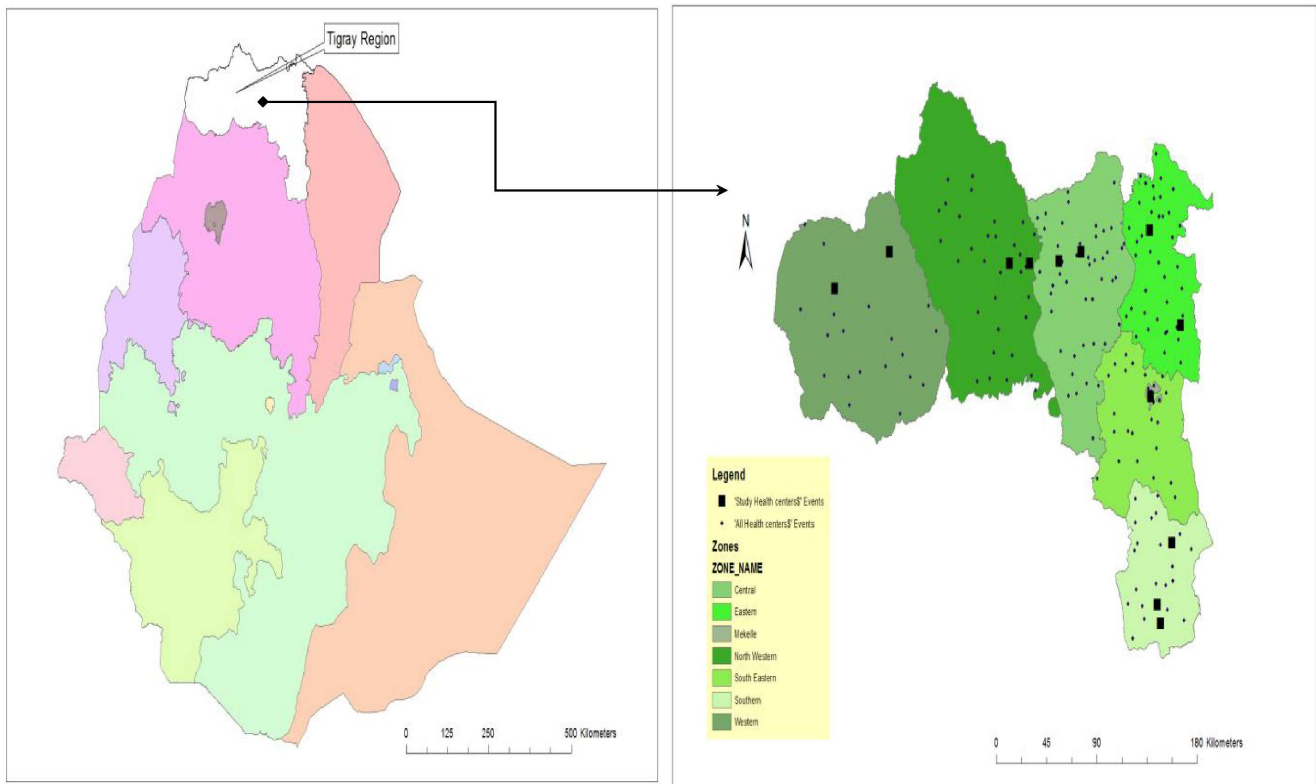 Tigray Region
0 125 250 500 Kilometers
N
Legend
'Study Health centers$' Events
'All Health centers$' Events
Zones
ZONE_NAME
Central
Eastern
Mekelle
North Western
South Eastern
Southern
Western
0 45 90 180 Kilometers